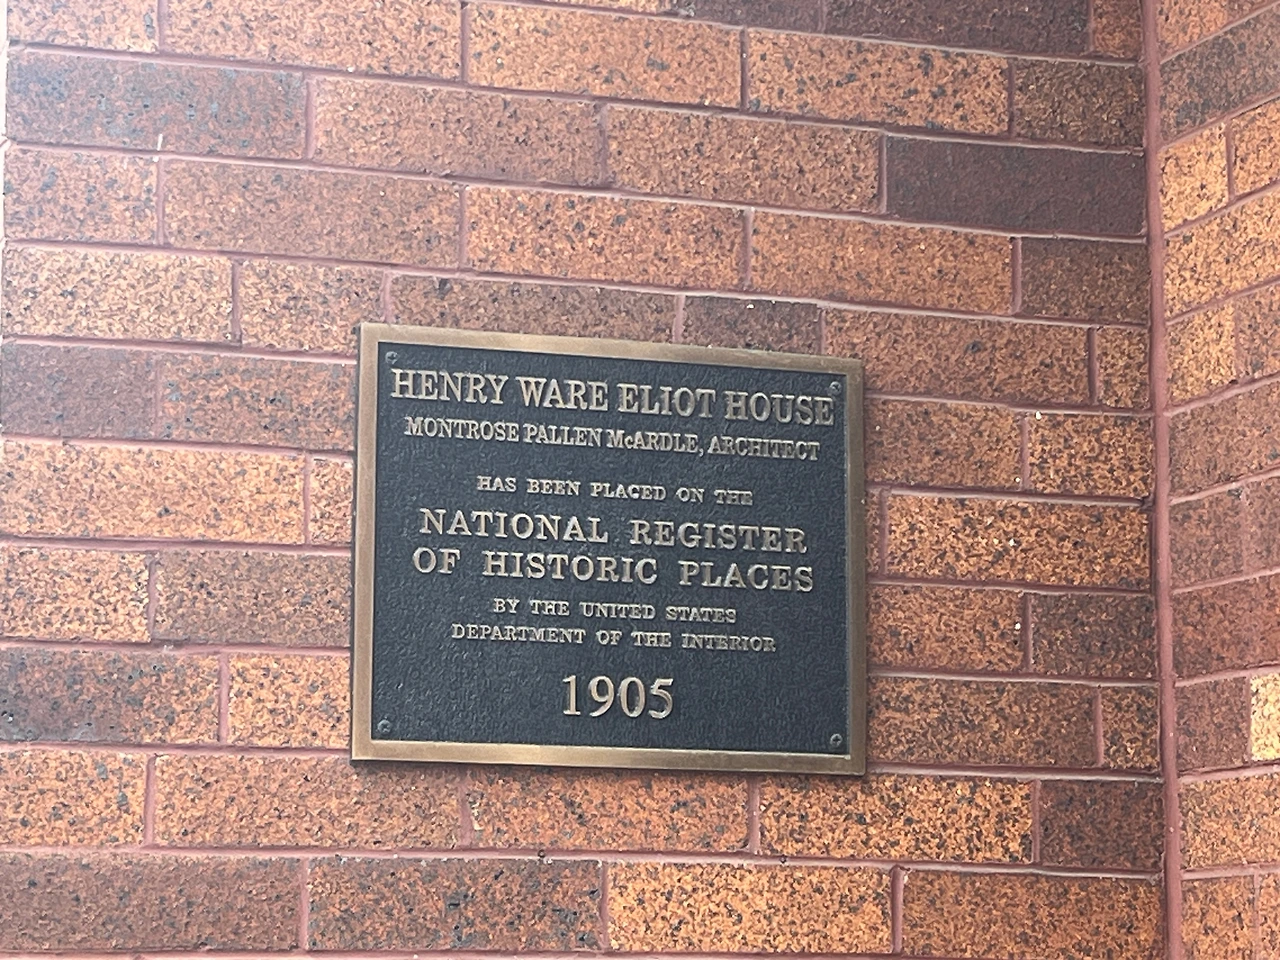 HENRY WARE ELIOT HOUSE
MONTROSE PALLEN McARDLE, ARCHITECT
HAS BEEN PLACED ON THE
NATIONAL REGISTER
OF HISTORIC PLACES
BY THE UNITED STATES
DEPARTMENT OF THE INTERIOR
1905